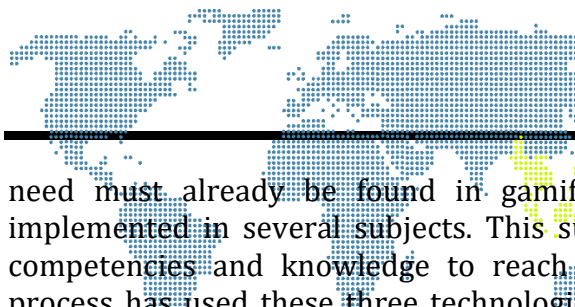 need must already be found in gamif
implemented in several subjects. This su
competencies and knowledge to reach
process has used these three technologi